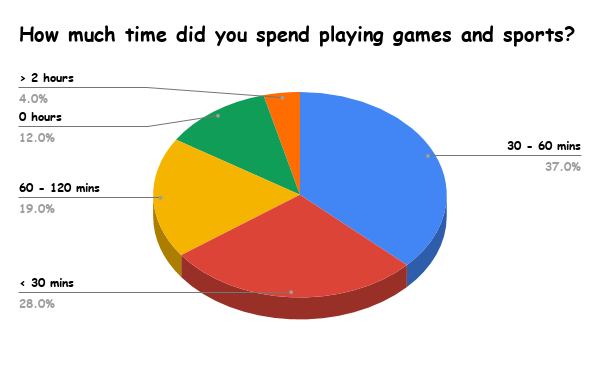 How much time did you spend playing games and sports?
> 2 hours
4.0%
0 hours
12.0%
30 - 60 mins
37.0%
60 - 120 mins
19.0%
< 30 mins
28.0%